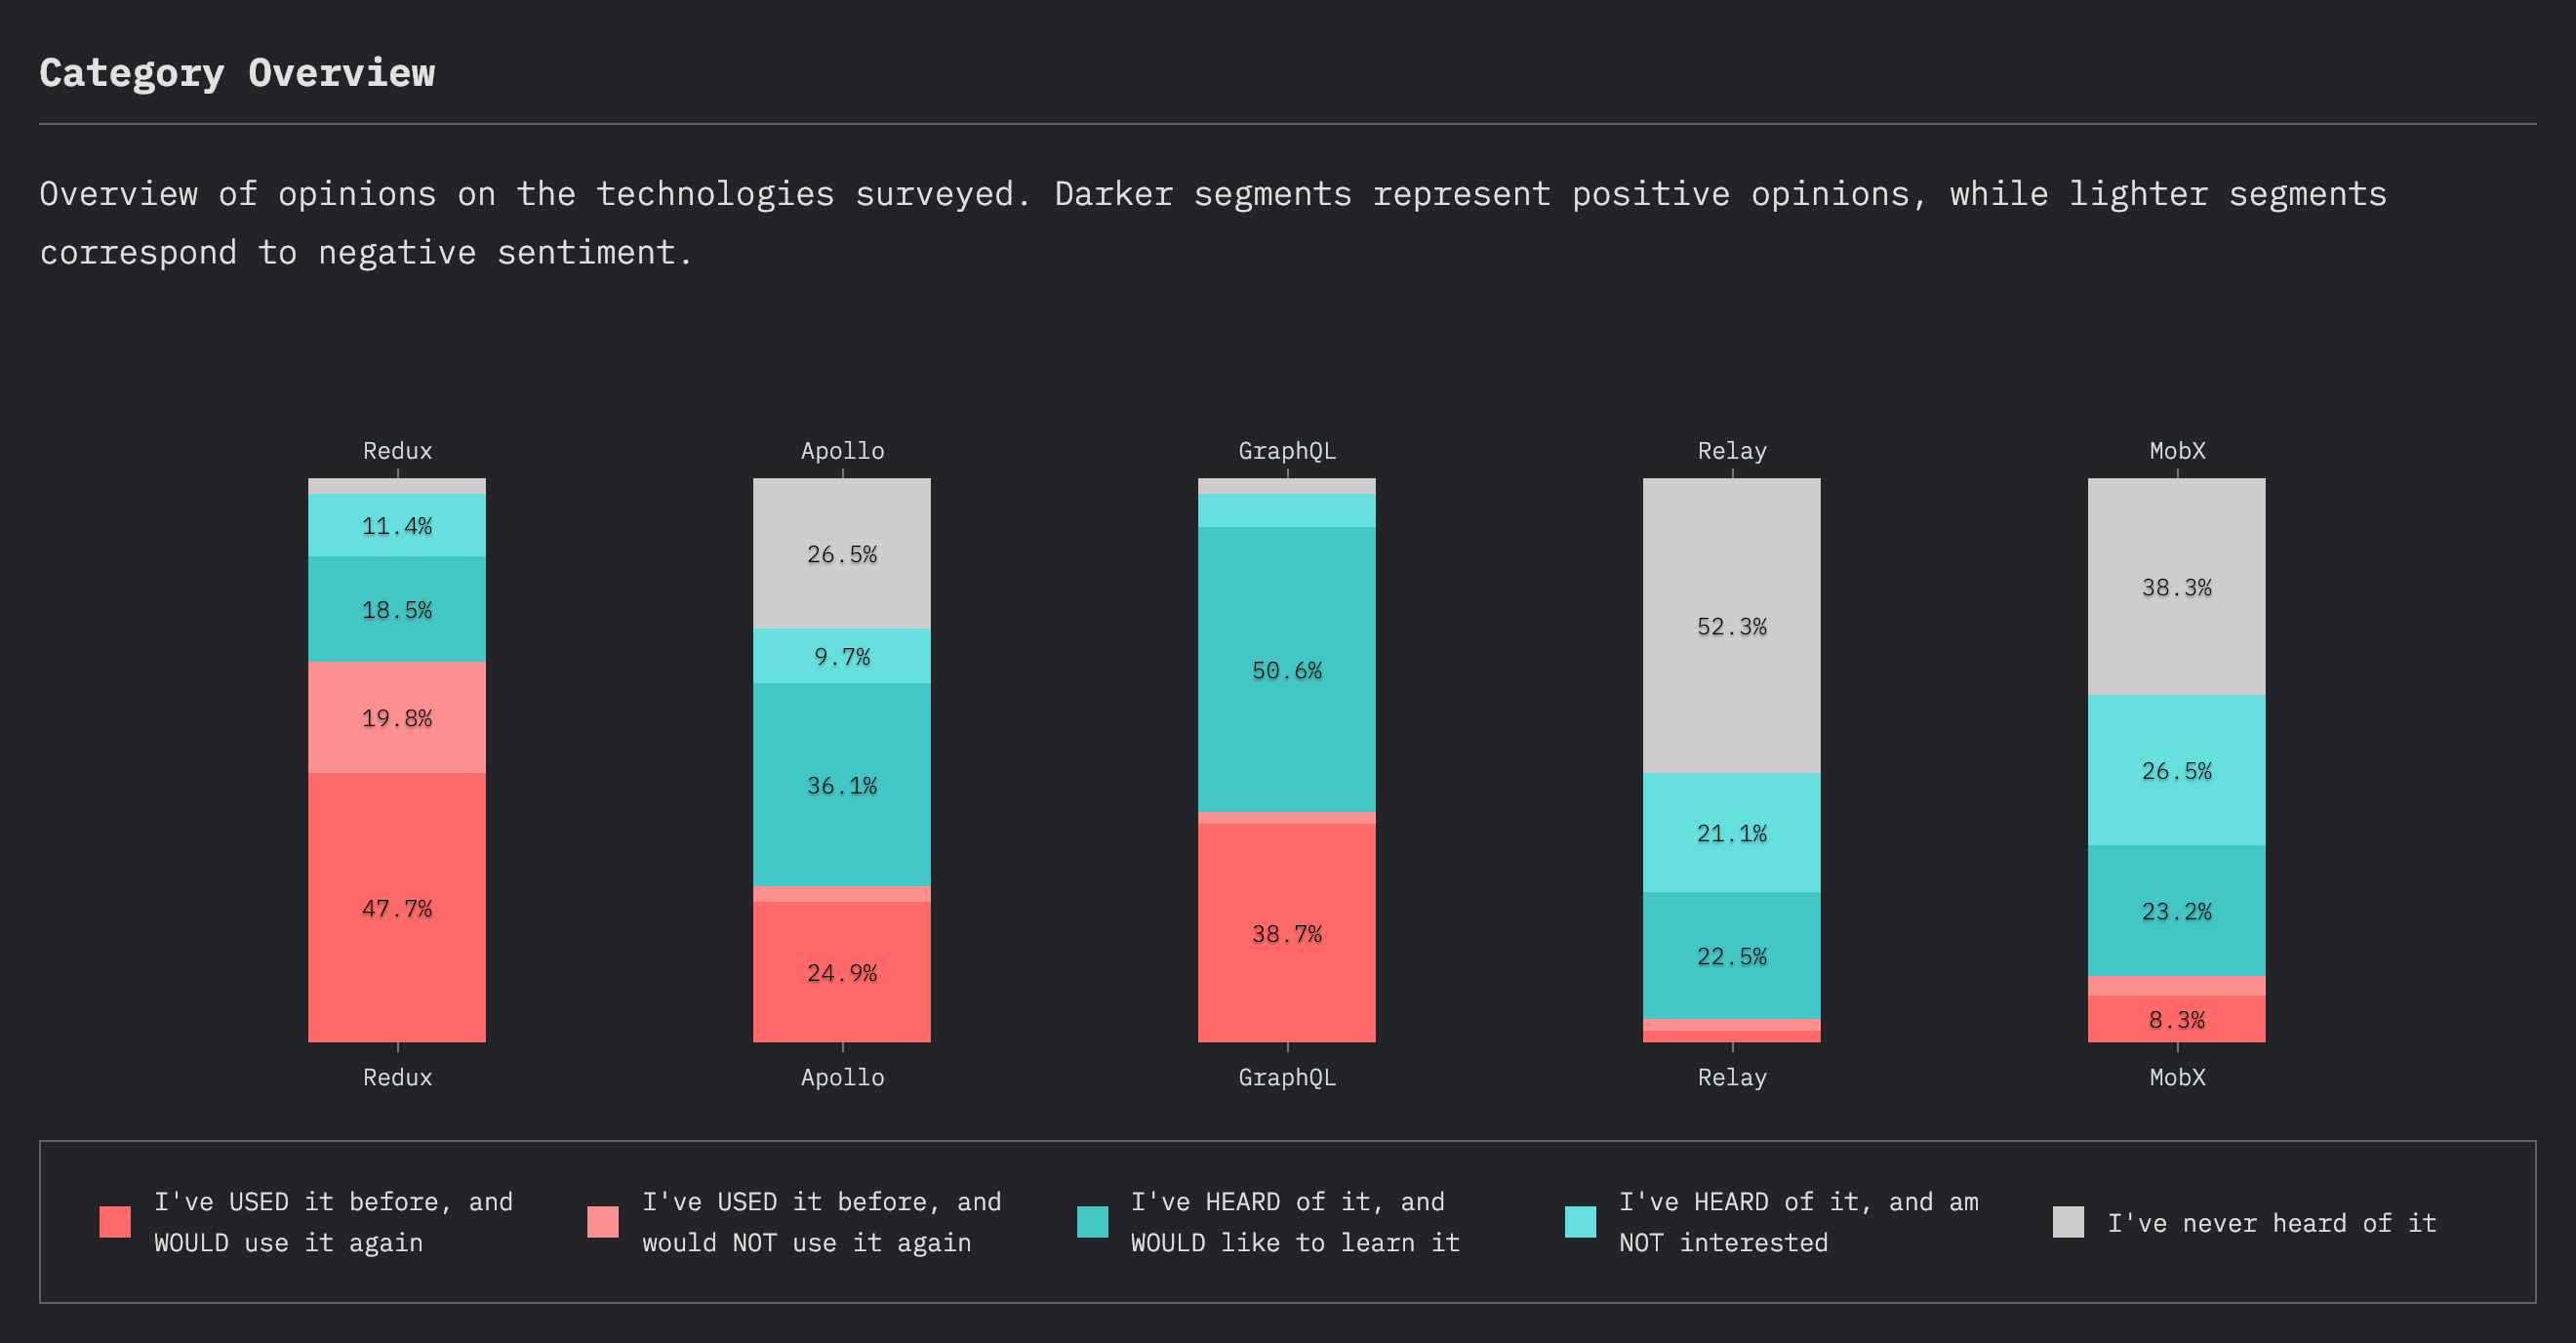 Category Overview
Overview of opinions on the technologies surveyed. Darker segments represent positive opinions, while lighter segments
correspond to negative sentiment.
Redux
Apollo
GraphQL
Relay
MobX
11.4%
18.5%
19.8%
47.7%
26.5%
9.7%
36.1%
24.9%
50.6%
38.7%
52.3%
21.1%
22.5%
38.3%
26.5%
23.2%
8.3%
Redux
Apollo
GraphQL
Relay
MobX
I've USED it before, and
WOULD use it again
I've USED it before, and
would NOT use it again
I've HEARD of it, and
WOULD like to learn it
I've HEARD of it, and am
NOT interested
I've never heard of it